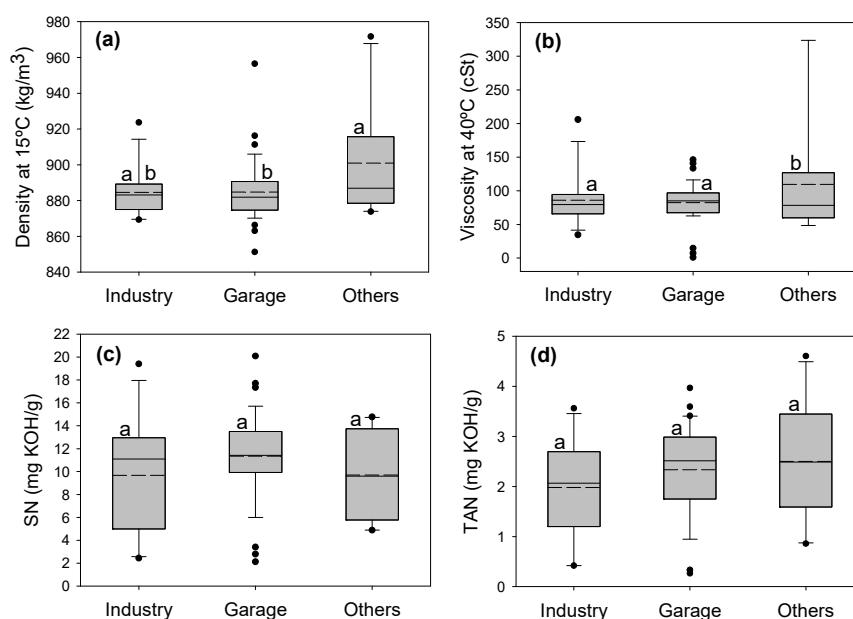 (a)
Density at 15ºC (kg/m³)
980
960
940
920
900
880
860
840
a b
b
a
Industry Garage Others
(b)
Viscosity at 40ºC (cSt)
400
350
300
250
200
150
100
50
0
a
a
b
Industry Garage Others
(c)
SN (mg KOH/g)
22
20
18
16
14
12
10
8
6
4
2
0
a
a
a
Industry Garage Others
(d)
TAN (mg KOH/g)
5
4
3
2
1
0
a
a
a
Industry Garage Others